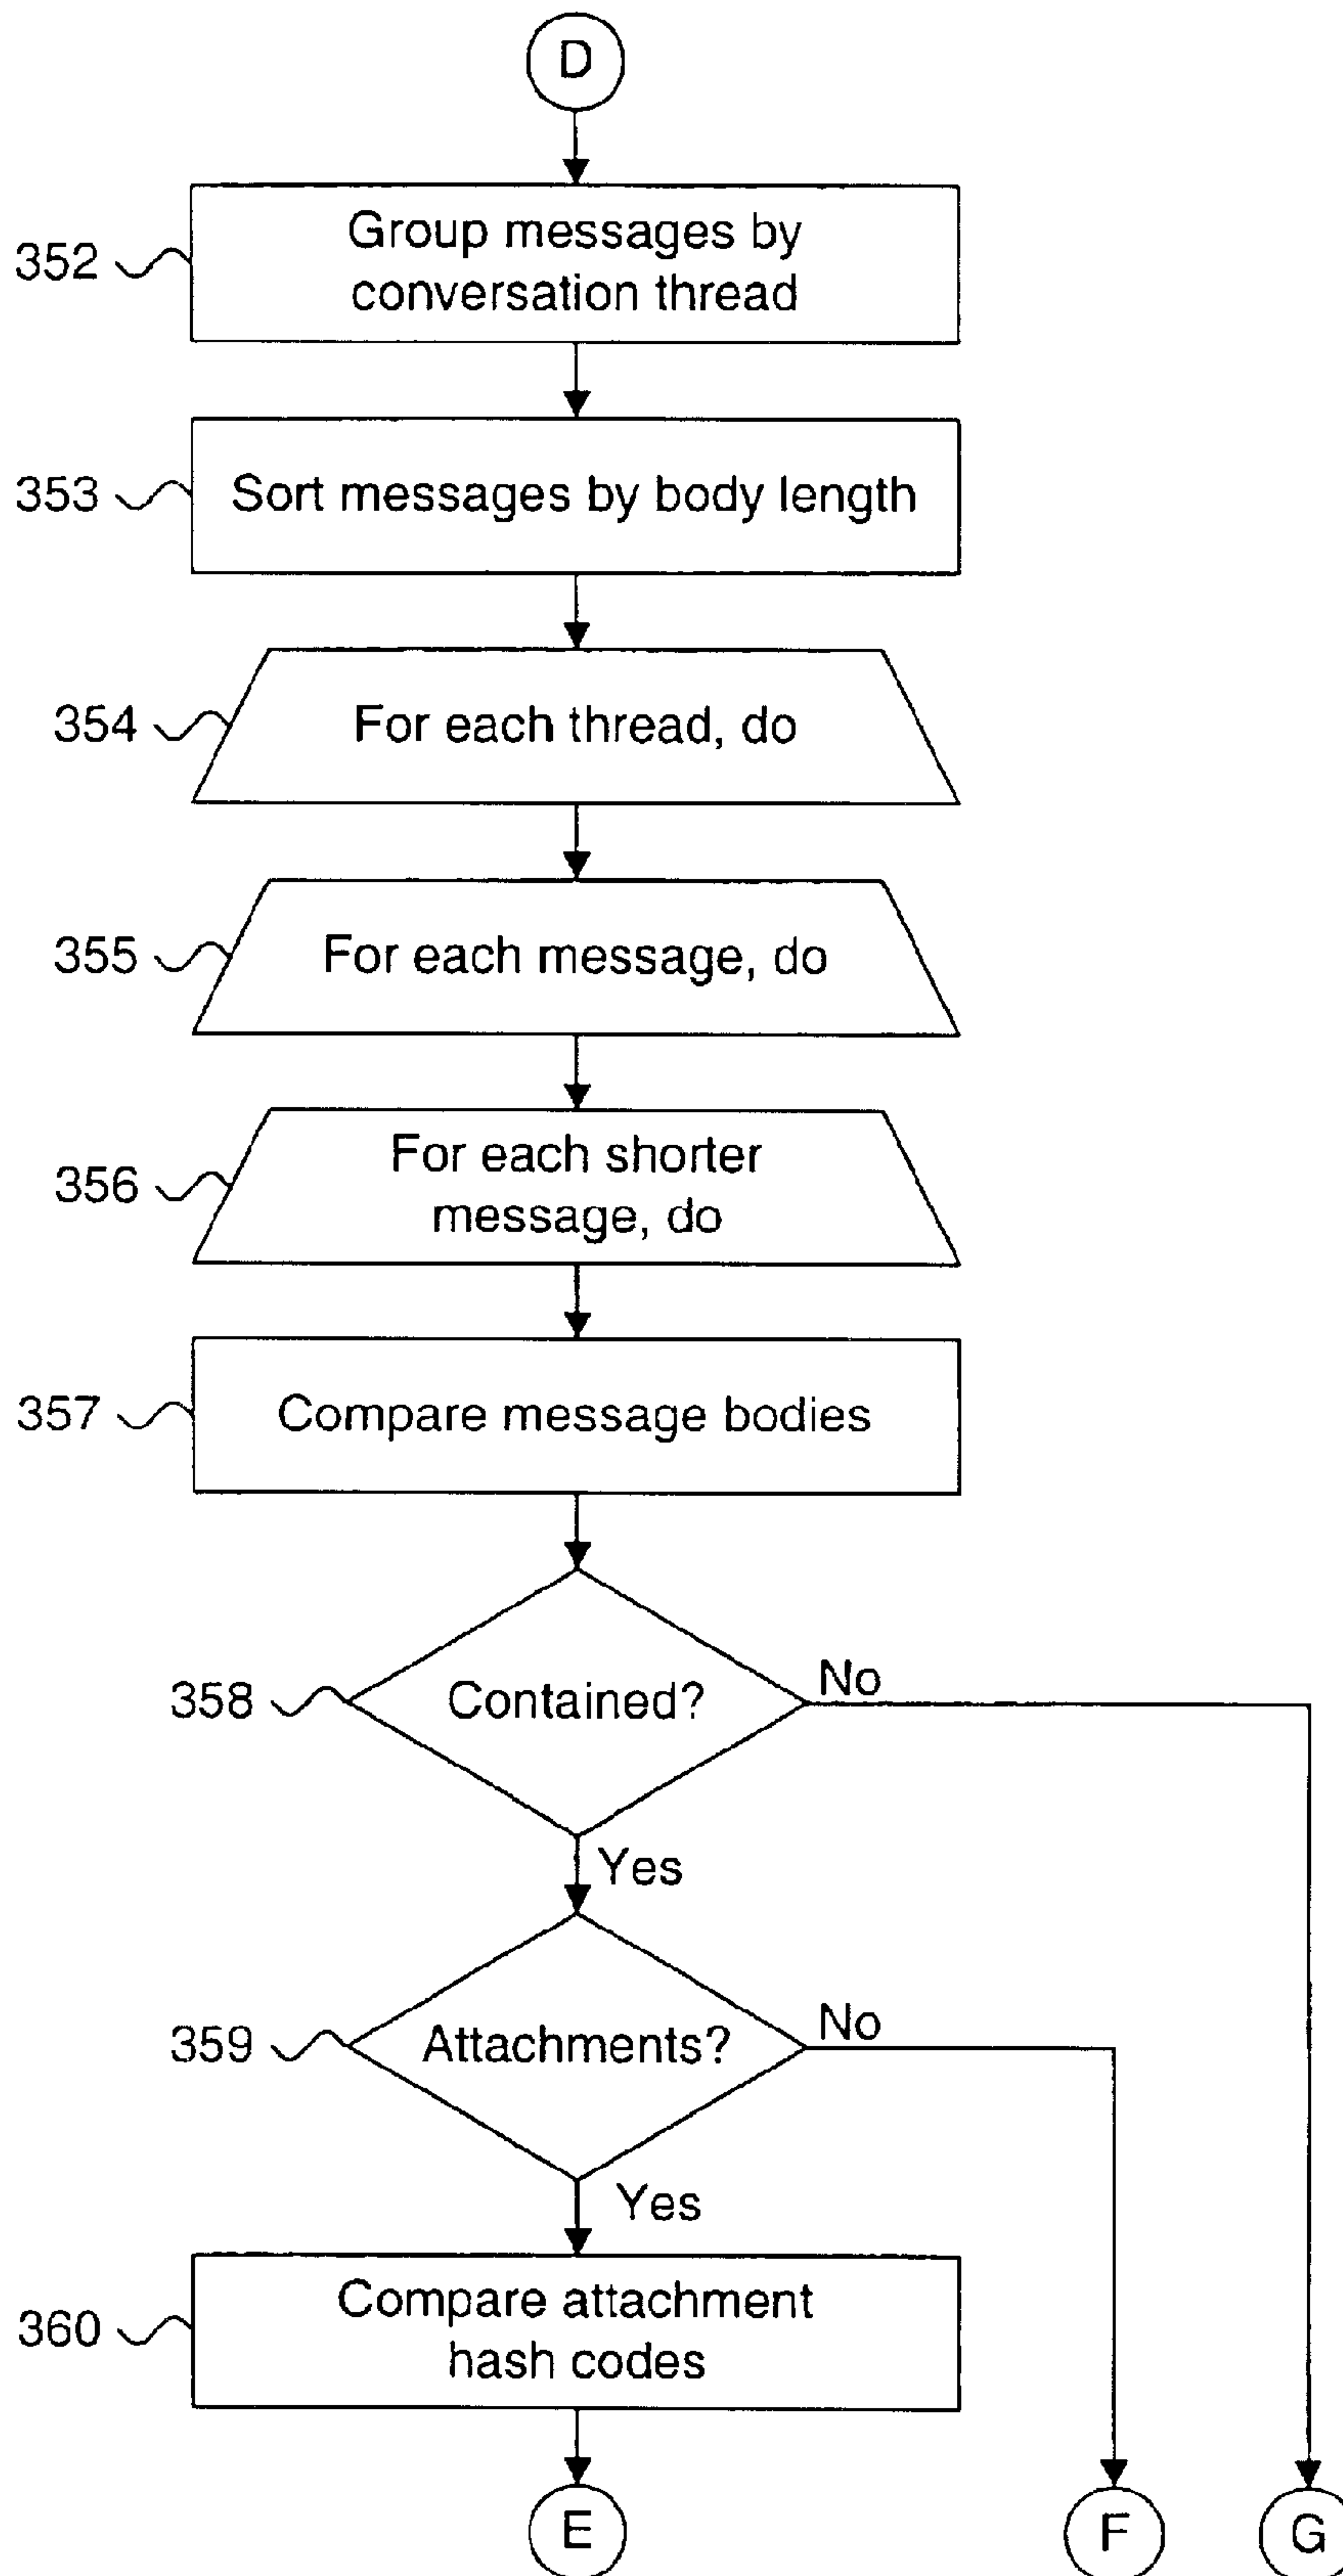 D
352
Group messages by
conversation thread
353
Sort messages by body length
354
For each thread, do
355
For each message, do
356
For each shorter
message, do
357
Compare message bodies
358
Contained?
No
Yes
359
Attachments?
No
Yes
360
Compare attachment
hash codes
E
F
G